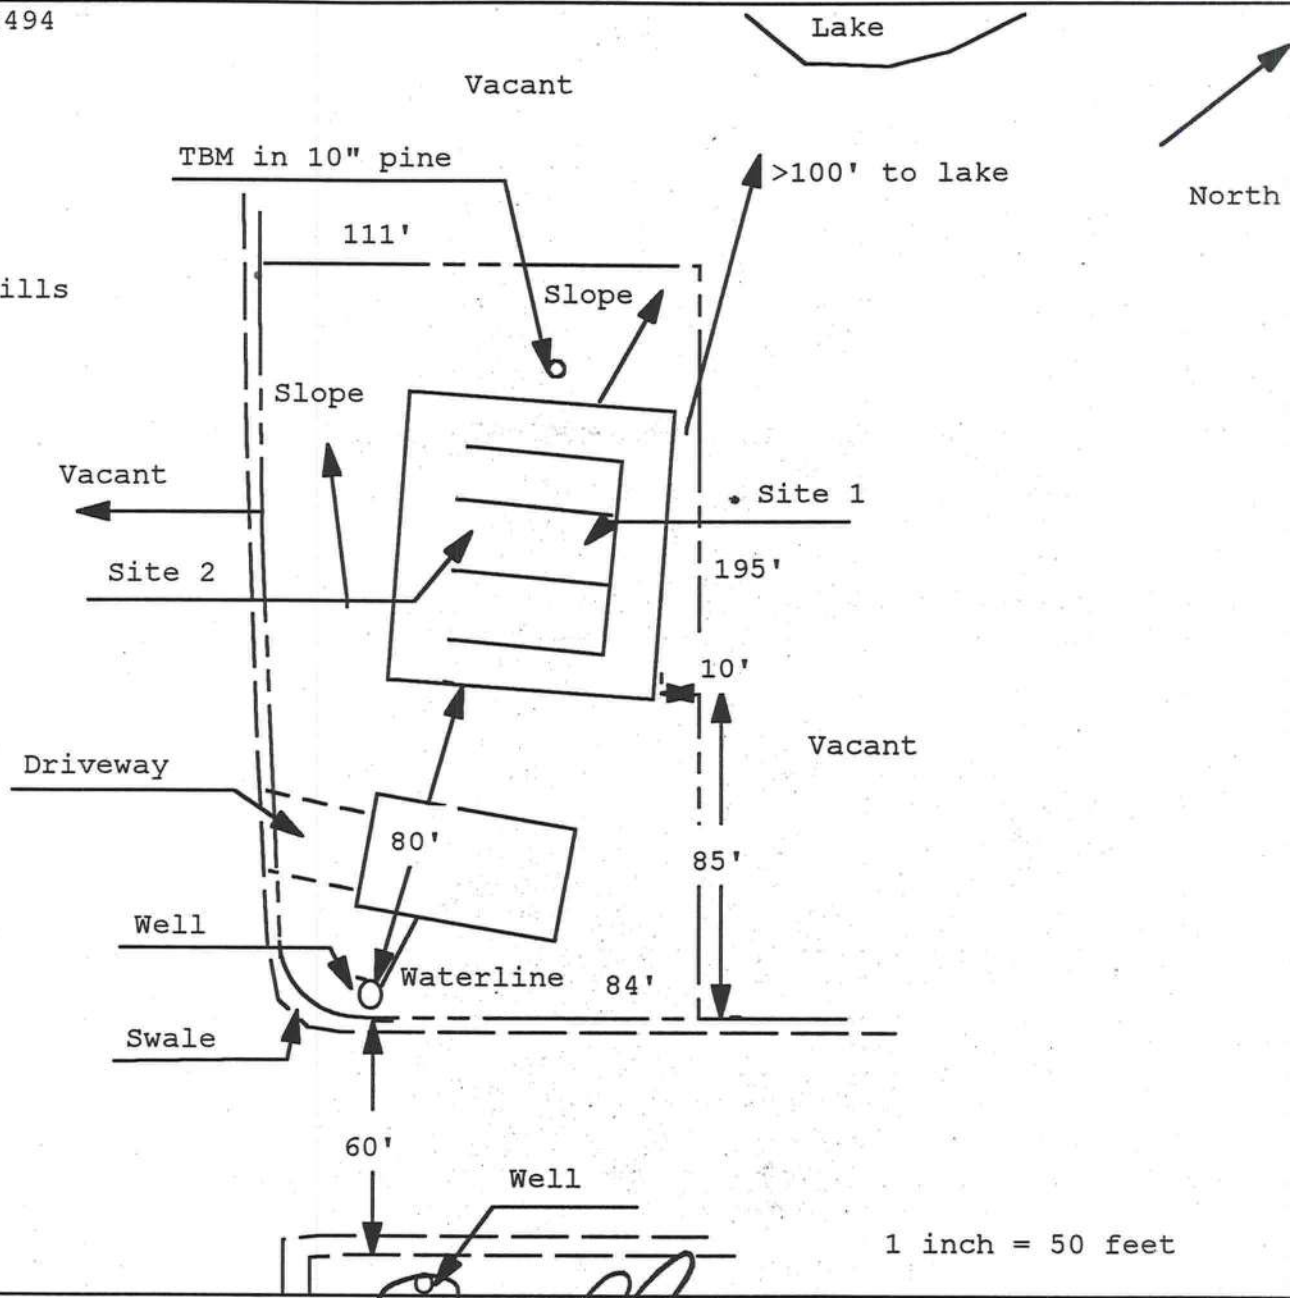 494
Lake
Vacant
TBM in 10" pine
>100' to lake
North
111'
ills
Slope
Slope
Vacant
Site 1
Site 2
195'
10'
Vacant
Driveway
80'
85'
Well
Waterline
84'
Swale
60'
Well
1 inch = 50 feet